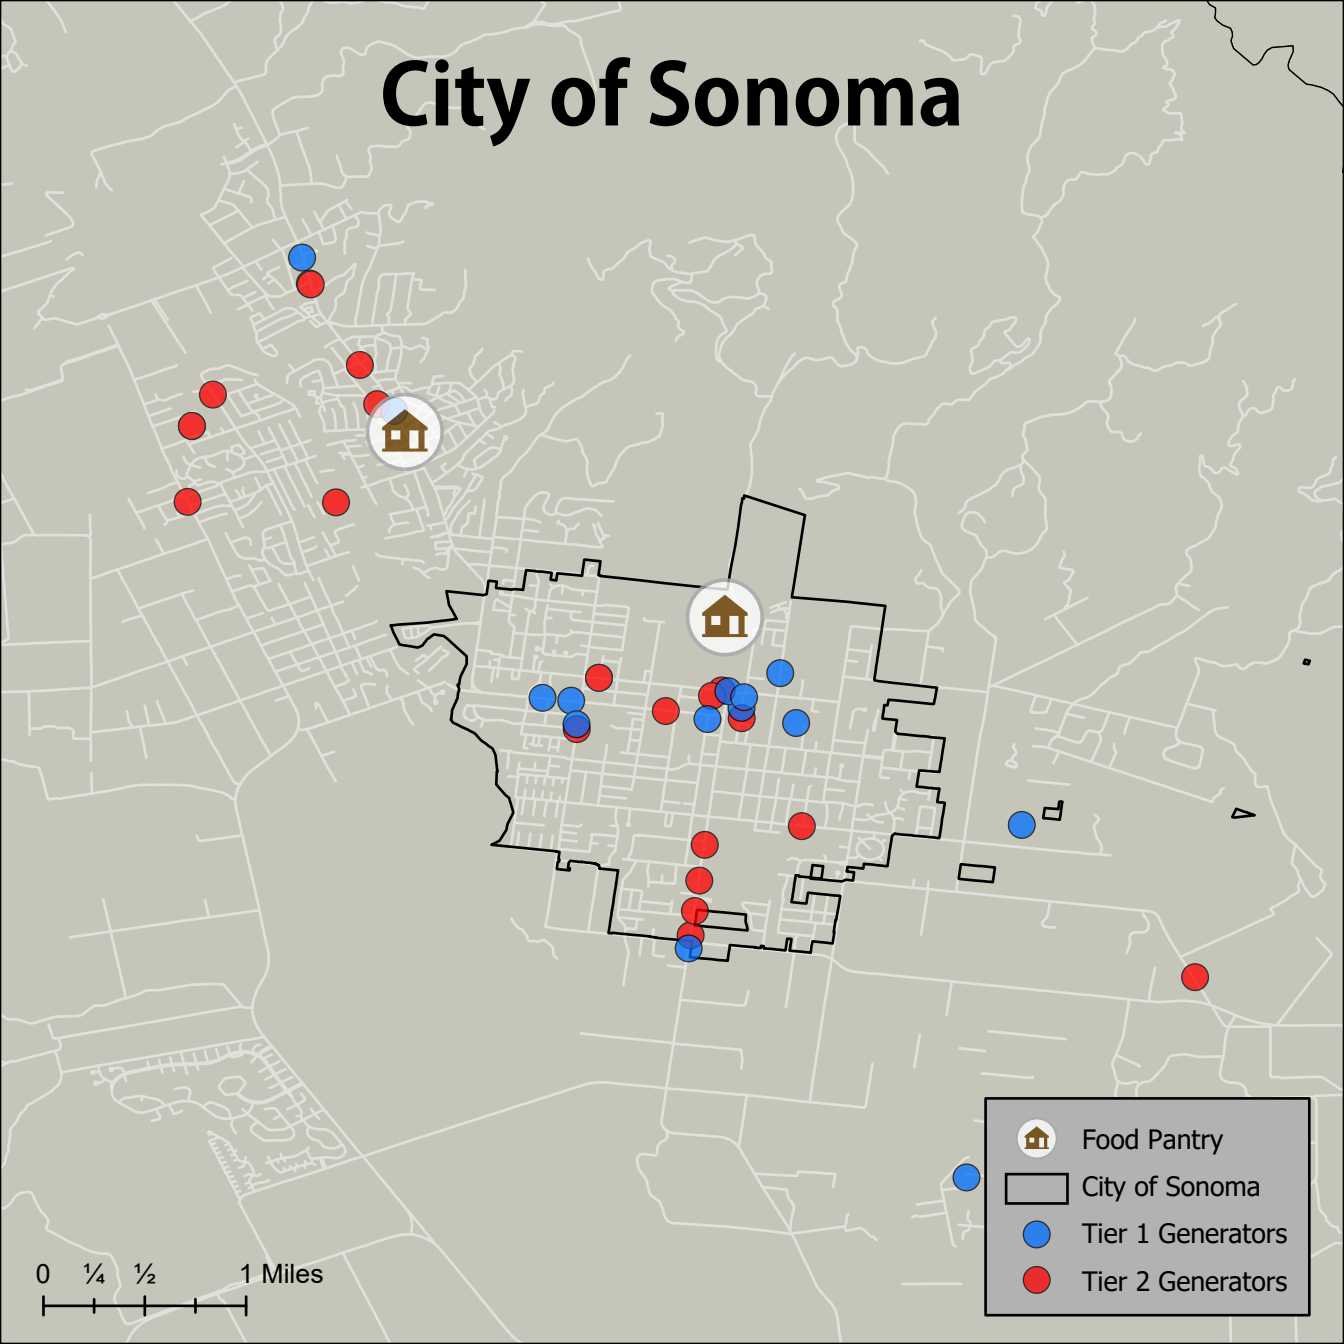 City of Sonoma
Food Pantry
City of Sonoma
Tier 1 Generators
Tier 2 Generators
0 ¼ ½ 1 Miles